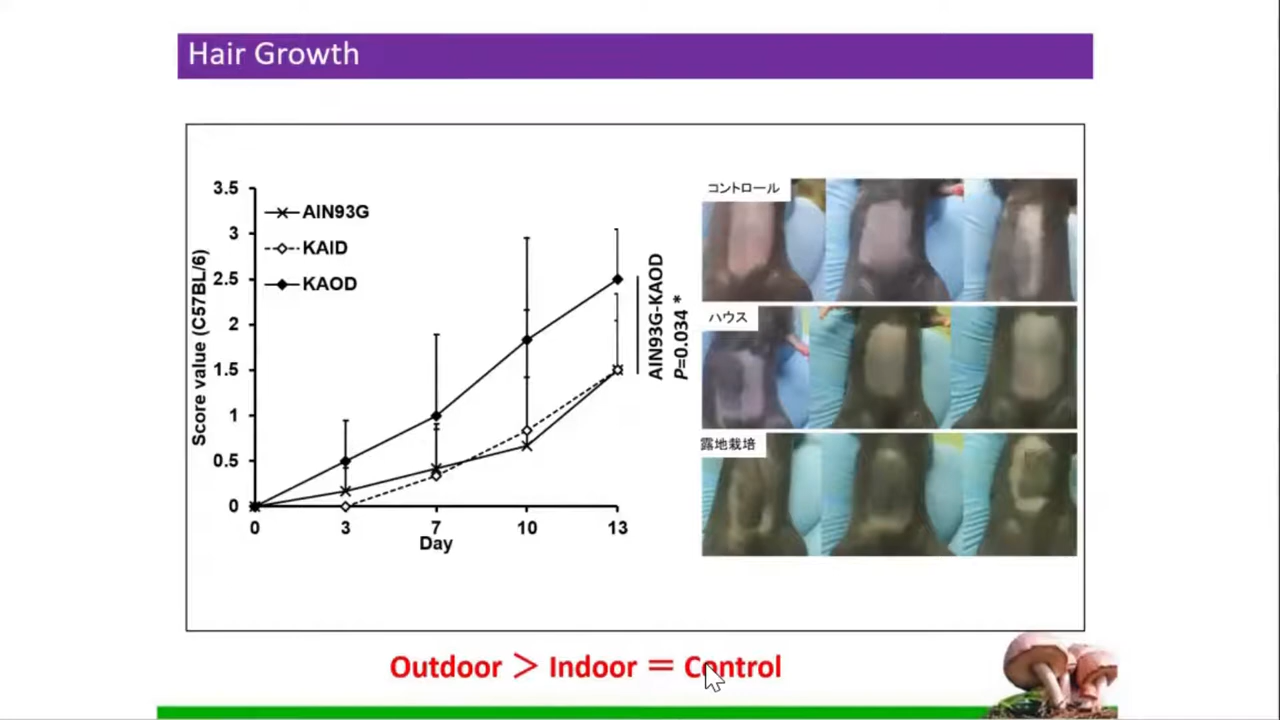 Hair Growth
3.5
3
2.5
2
1.5
1
0.5
0
Score value (C57BL/6)
AIN93G
KAID
KAOD
0 3 7 10 13
Day
AIN93G-KAOD
P=0.034 *
コントロール
ハウス
露地栽培
Outdoor ＞ Indoor ＝ Control